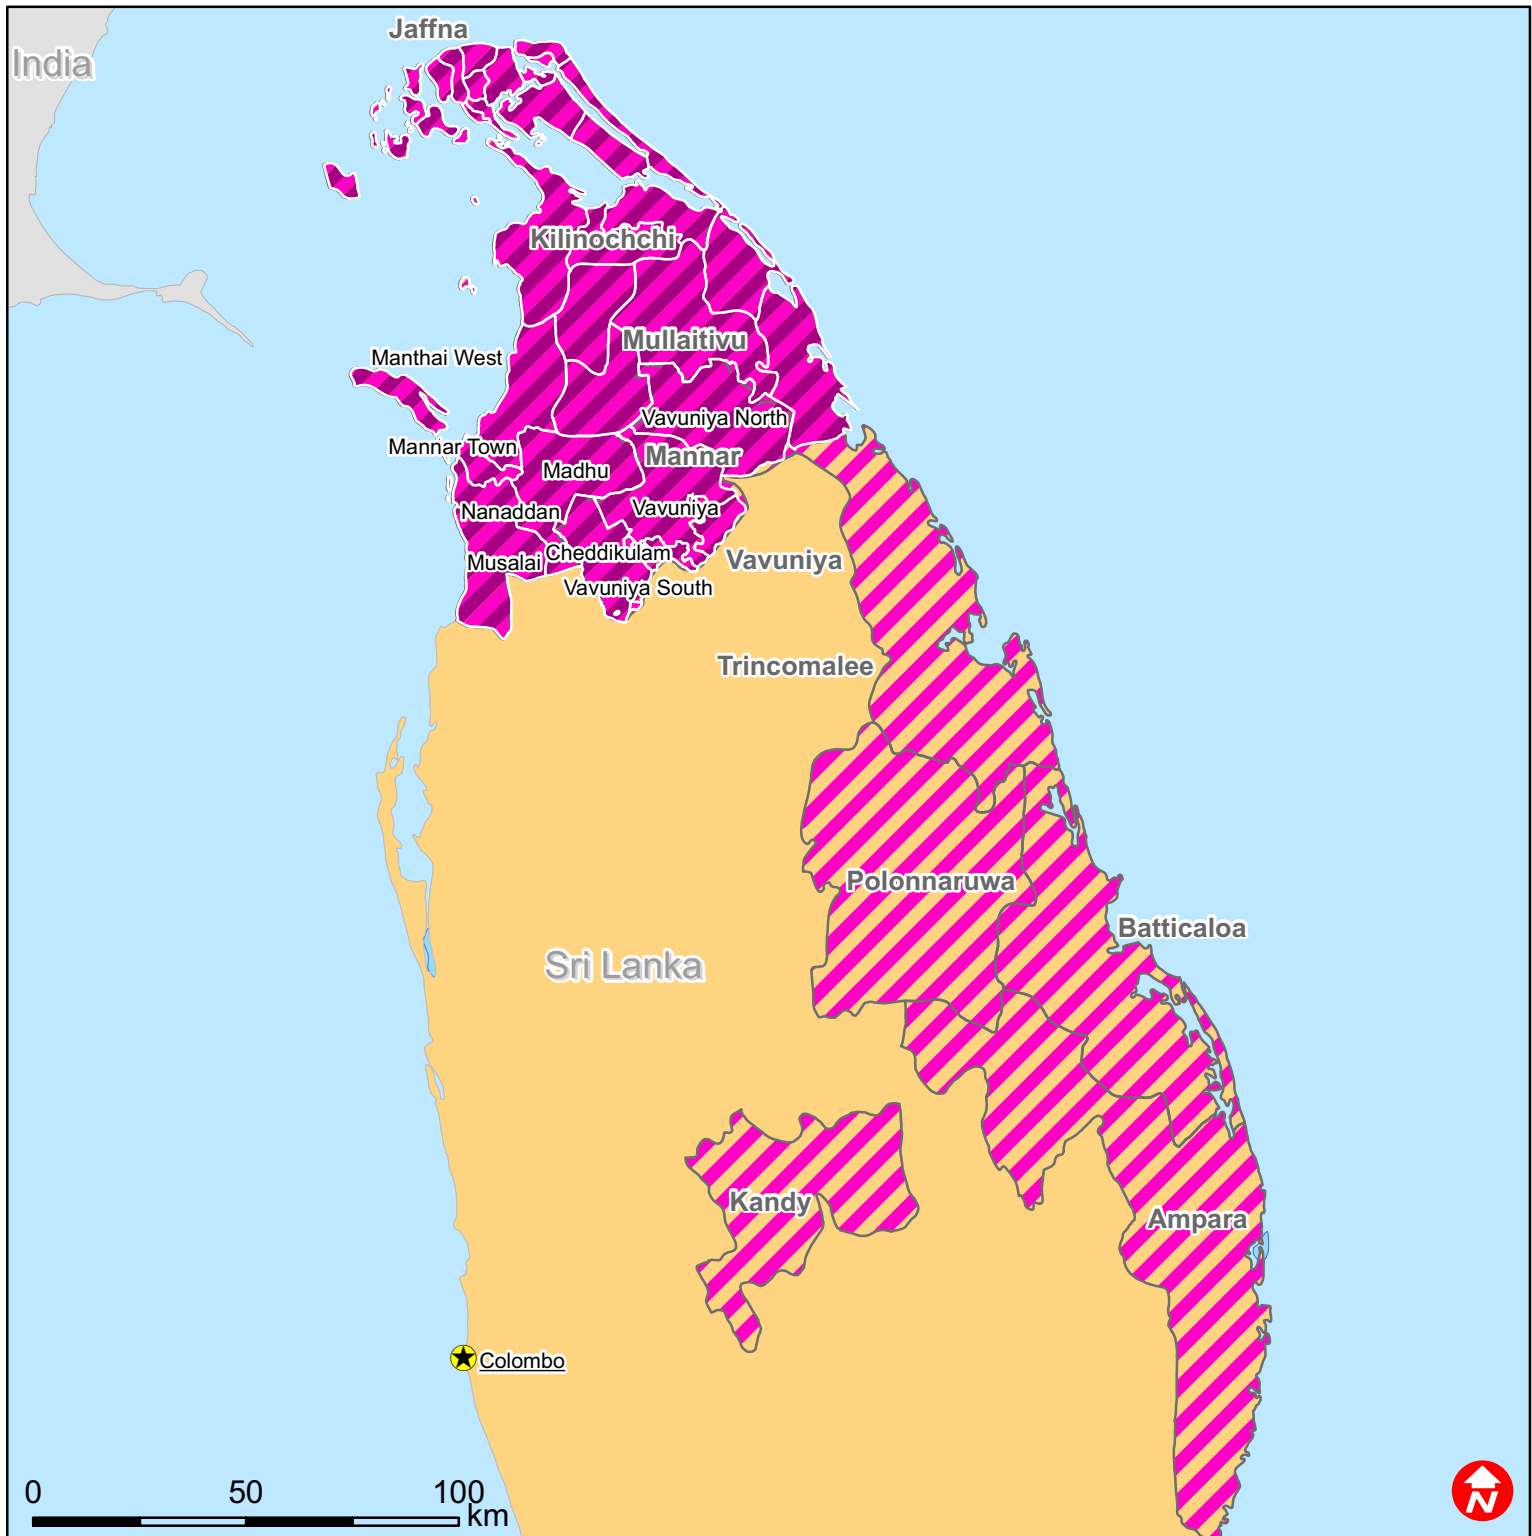 Jaffna
India
Kilinochchi
Mullaitivu
Manthai West
Vavuniya North
Mannar Town
Mannar
Madhu
Nanaddan
Vavuniya
Cheddikulam
Musalai
Vavuniya
Vavuniya South
Trincomalee
Polonnaruwa
Batticaloa
Sri Lanka
Kandy
Ampara
Colombo
0 50 100
km
N